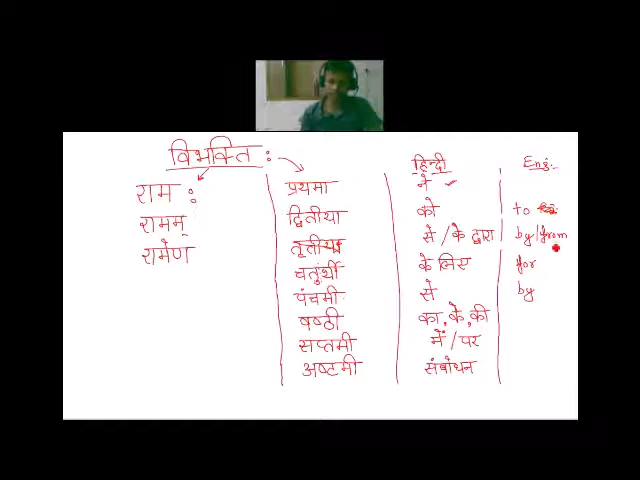 विभक्ति :
हिन्दी
Eng:
राम :
प्रथमा
ने
रामम्
द्वितीया
को
to
रामेण
तृतीया
से / के द्वारा
by/from
चतुर्थी
के लिए
for
पंचमी
से
by
षष्ठी
का, के, की
सप्तमी
में / पर
अष्टमी
संबोधन